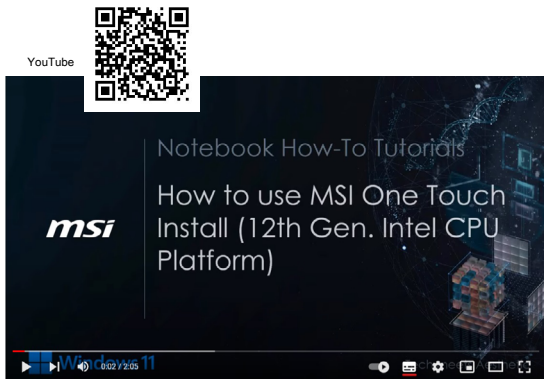 YouTube
Notebook How-To Tutorials
How to use MSI One Touch
Install (12th Gen. Intel CPU
Platform)
msi
Windows 11
0:02 / 2:05